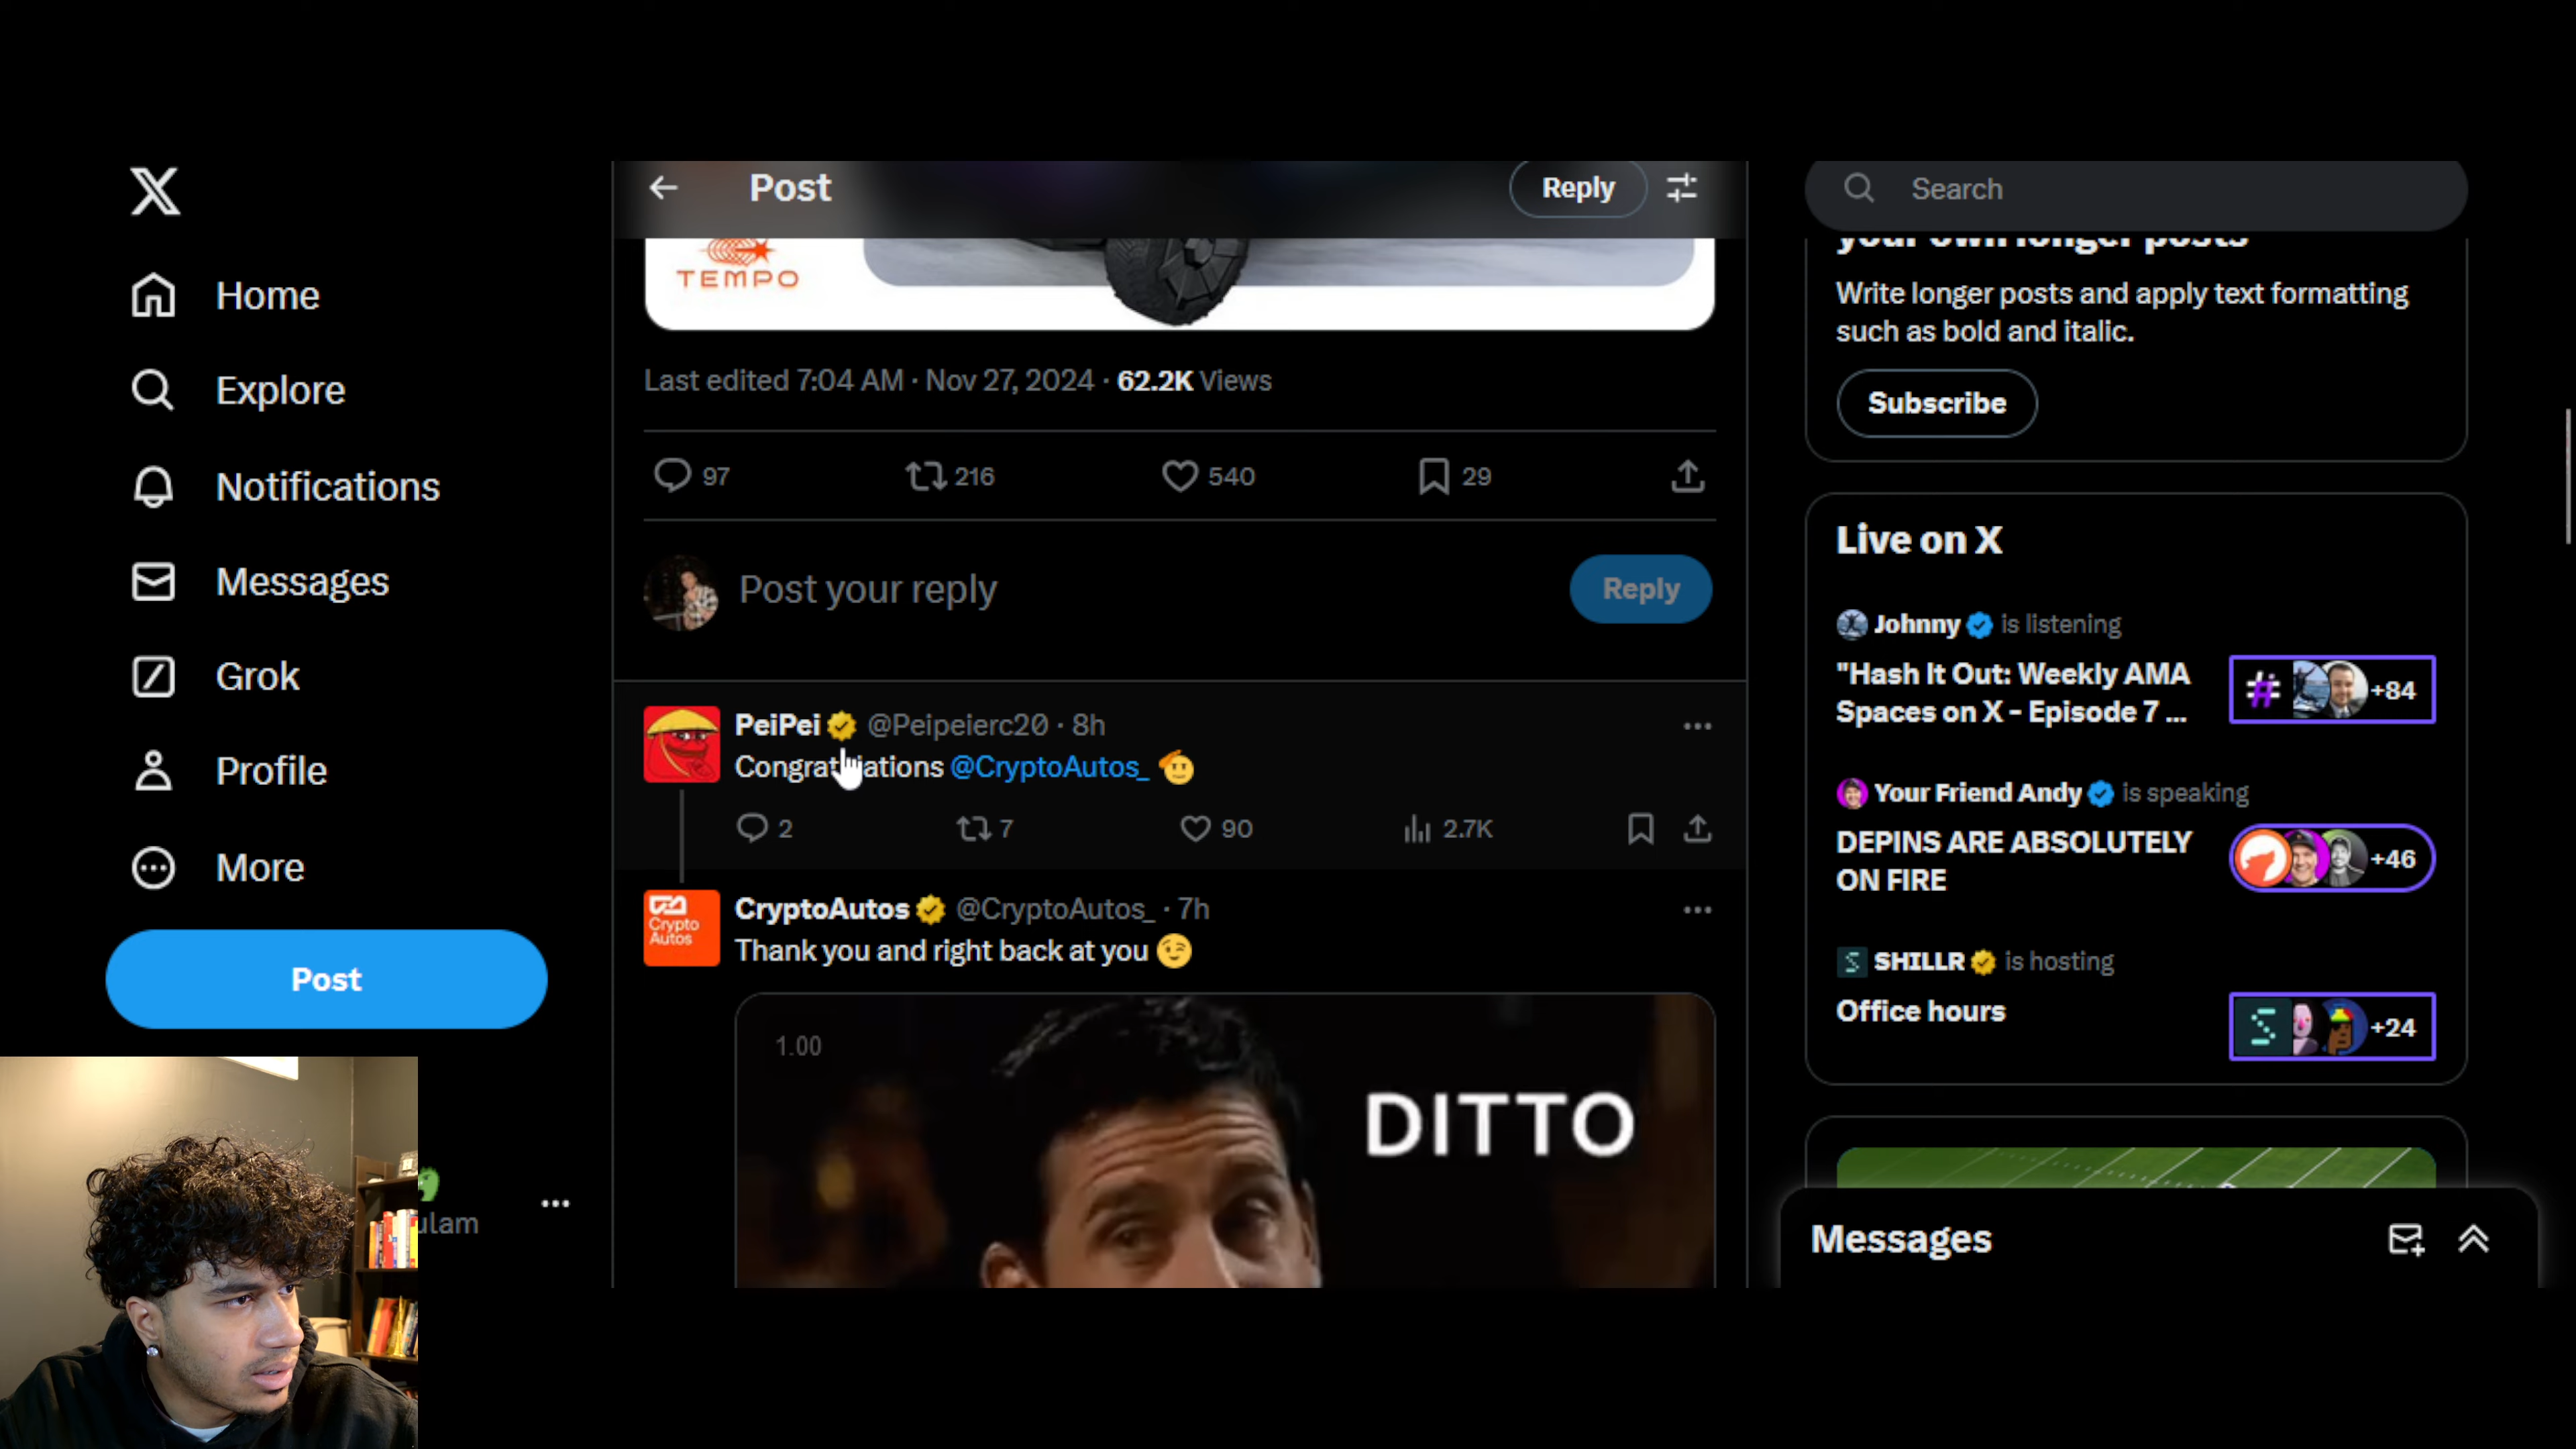 Home
Explore
Notifications
Messages
Grok
Profile
More
Post
ulam
Post
Reply
TEMPO
Last edited 7:04 AM · Nov 27, 2024 · 62.2K Views
97 216 540 29
Post your reply
Reply
PeiPei @Peipeierc20 · 8h
Congratulations @CryptoAutos_
2 7 90 2.7K
Crypto
Autos
CryptoAutos @CryptoAutos_ · 7h
Thank you and right back at you
1.00
DITTO
Search
your own longer posts
Write longer posts and apply text formatting
such as bold and italic.
Subscribe
Live on X
Johnny is listening
"Hash It Out: Weekly AMA
Spaces on X - Episode 7 ...
+84
Your Friend Andy is speaking
DEPINS ARE ABSOLUTELY
ON FIRE
+46
SHILLR is hosting
Office hours
+24
Messages